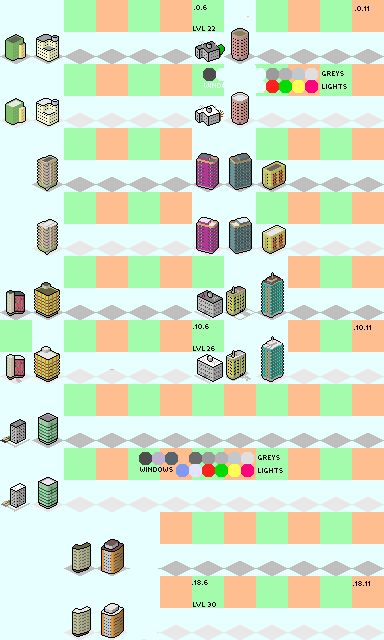 .0.6 .0.11
LVL 22
GREYS
WINDO LIGHTS
.10.6 .10.11
LVL 26
GREYS
WINDOWS LIGHTS
.18.6 .18.11
LVL 30